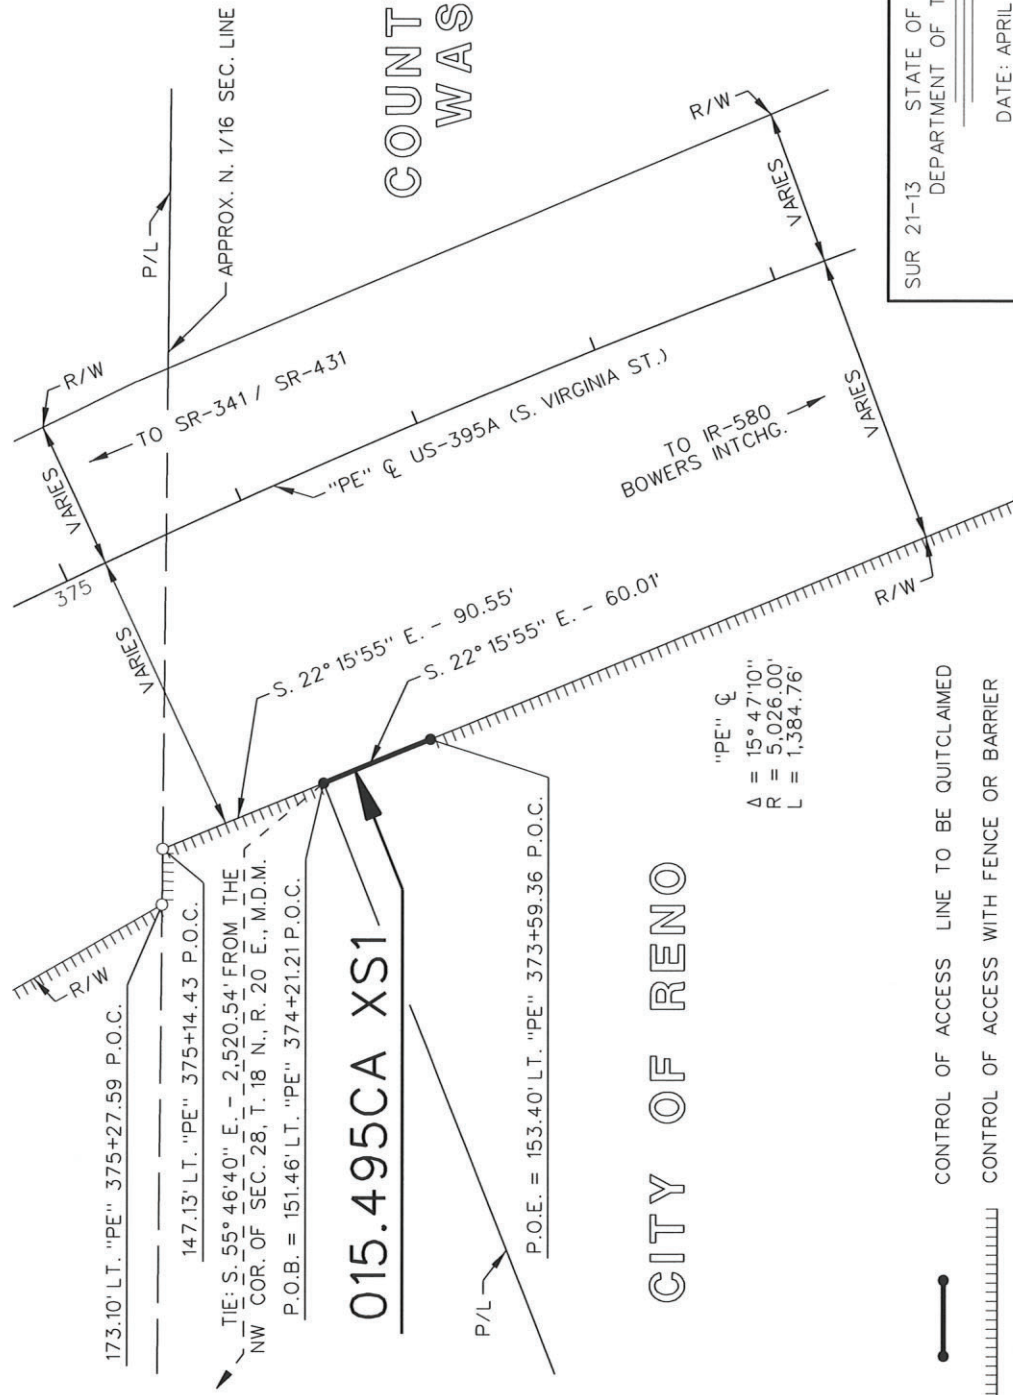 COUNT
WAS
P/L
APPROX. N. 1/16 SEC. LINE
R/W
TO SR-341 / SR-431
VARIES
375
VARIES
"PE" ℄ US-395A (S. VIRGINIA ST.)
R/W
VARIES
TO IR-580
BOWERS INTCHG.
VARIES
R/W
S. 22° 15'55" E. - 90.55'
S. 22° 15'55" E. - 60.01'
R/W
173.10' LT. "PE" 375+27.59 P.O.C.
147.13' LT. "PE" 375+14.43 P.O.C.
TIE: S. 55° 46'40" E. - 2,520.54' FROM THE
NW COR. OF SEC. 28, T. 18 N., R. 20 E., M.D.M.
P.O.B. = 151.46' LT. "PE" 374+21.21 P.O.C.
015.495CA XS1
P/L
P.O.E. = 153.40' LT. "PE" 373+59.36 P.O.C.
"PE" ℄
Δ = 15° 47'10"
R = 5,026.00'
L = 1,384.76'
CITY OF RENO
CONTROL OF ACCESS LINE TO BE QUITCLAIMED
CONTROL OF ACCESS WITH FENCE OR BARRIER
SUR 21-13 STATE OF
DEPARTMENT OF T
DATE: APRIL